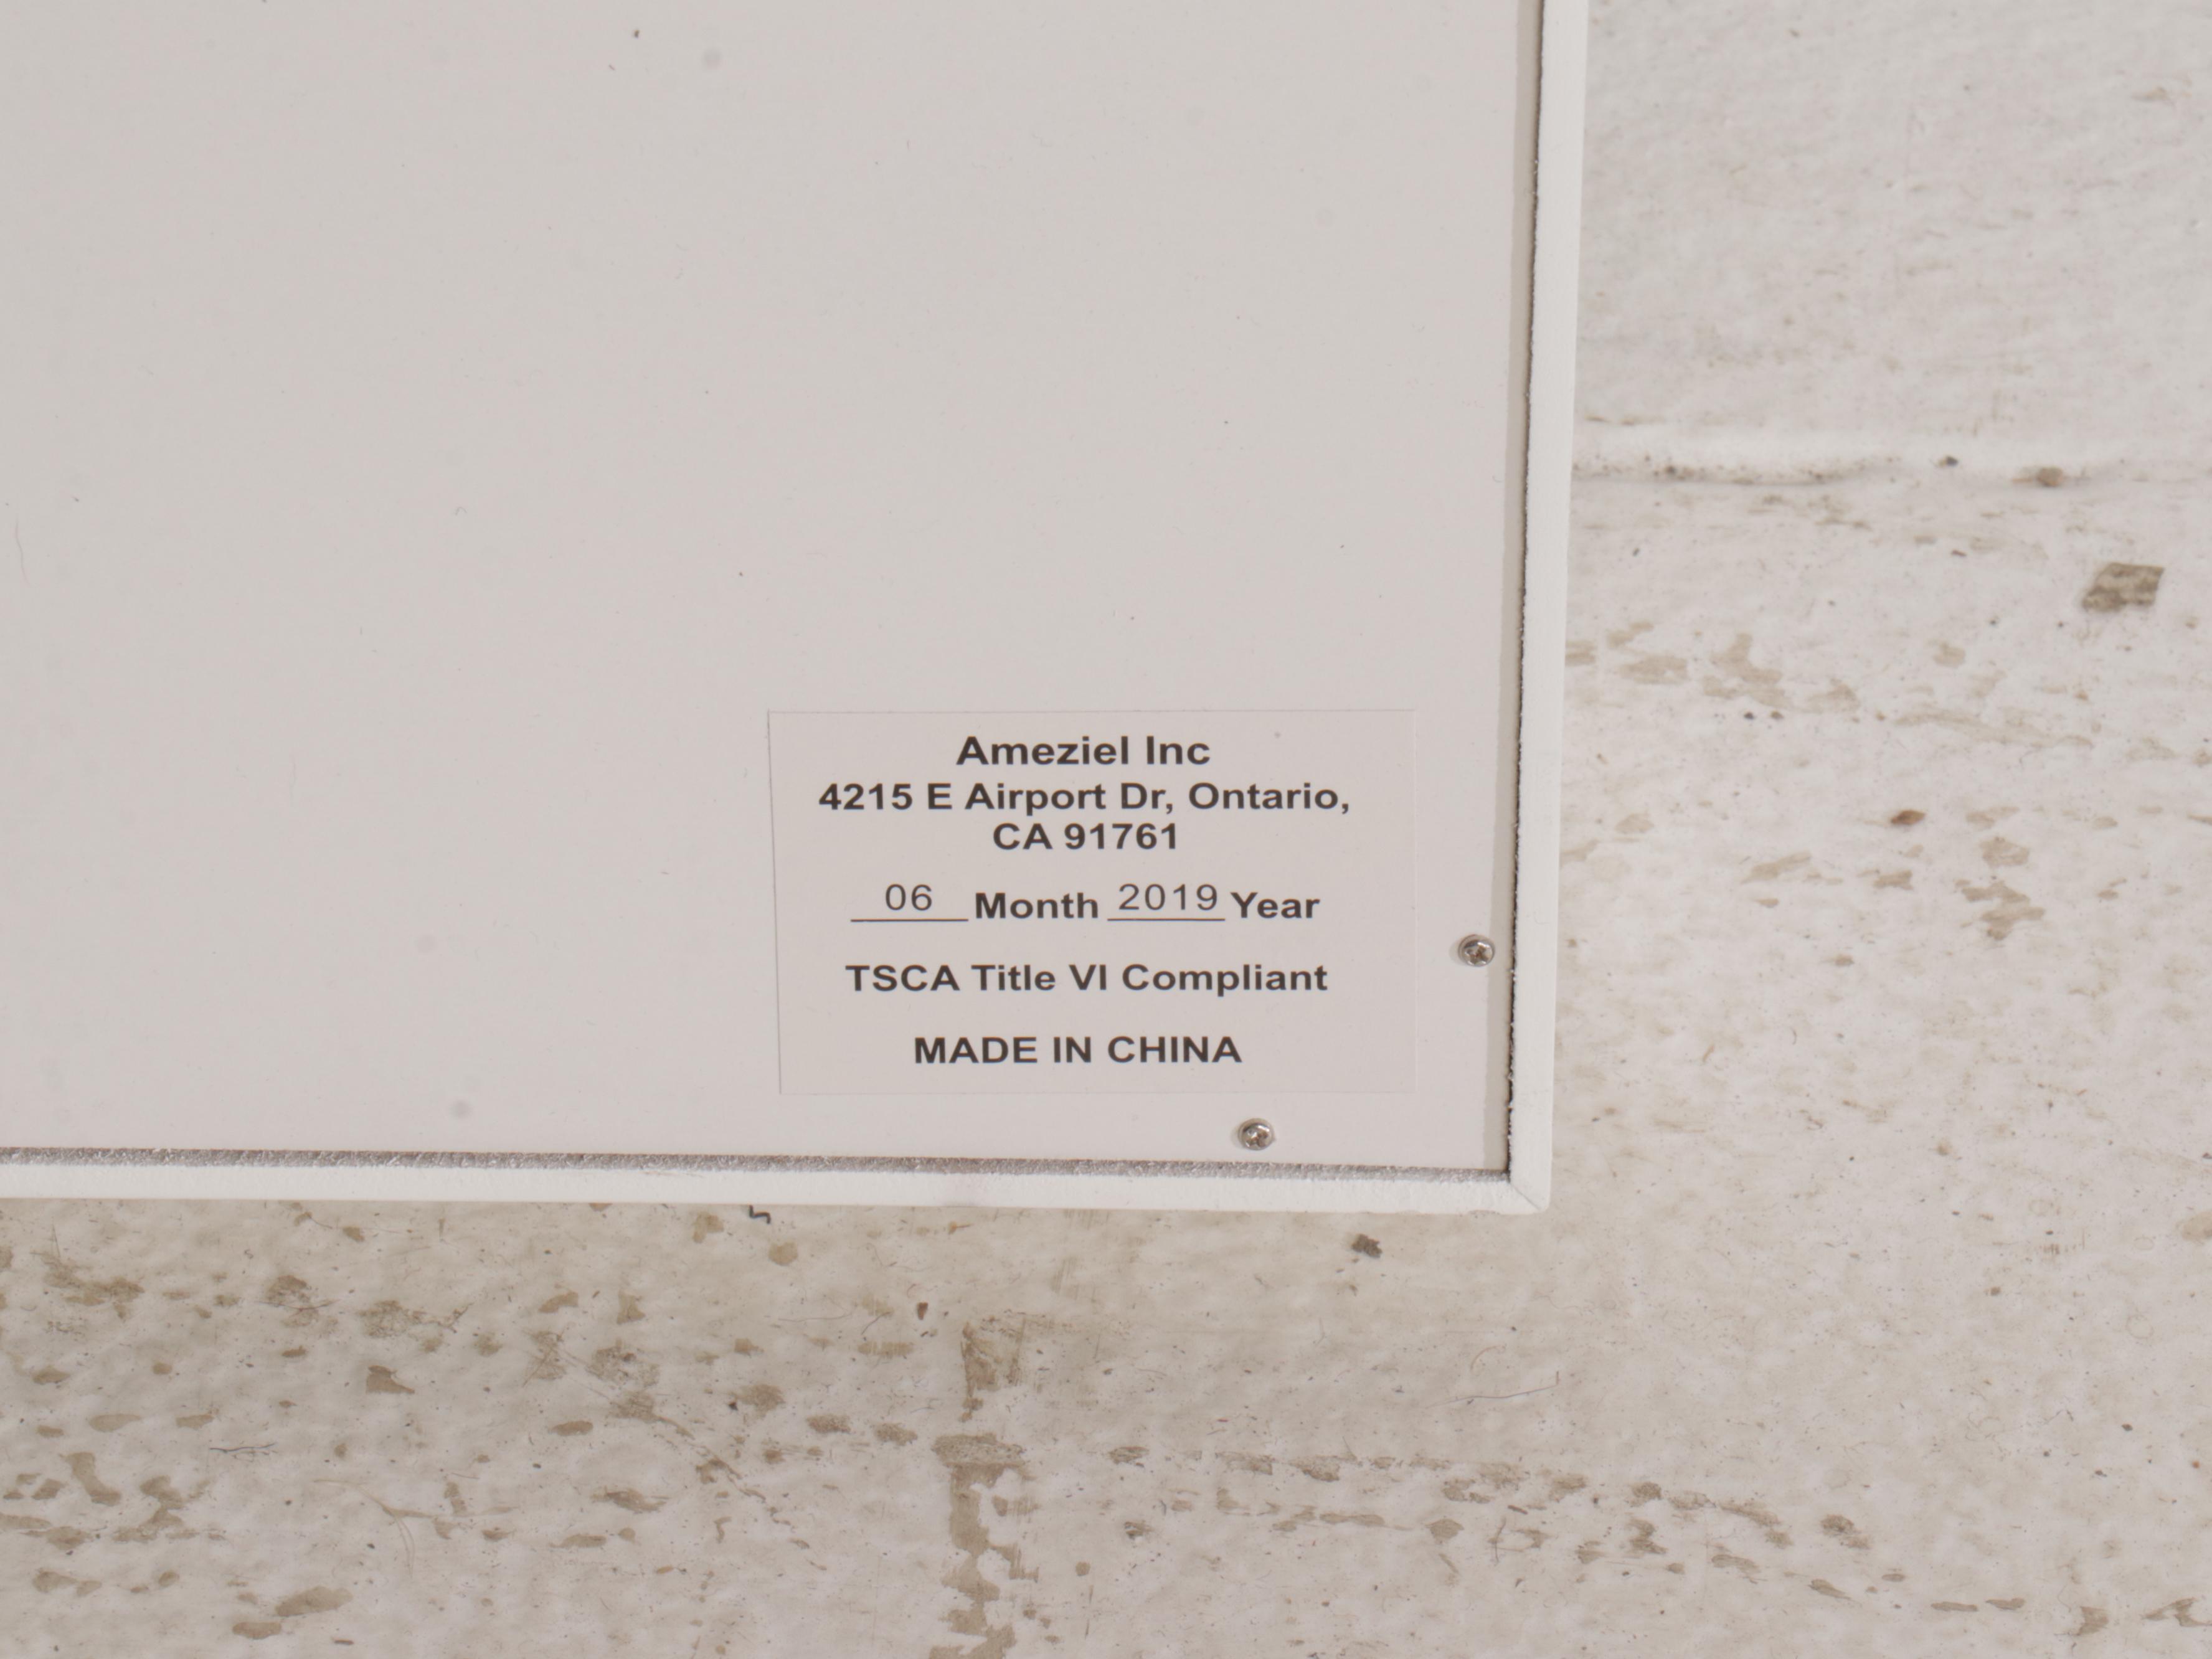 Ameziel Inc
4215 E Airport Dr, Ontario,
CA 91761
06 Month 2019 Year
TSCA Title VI Compliant
MADE IN CHINA